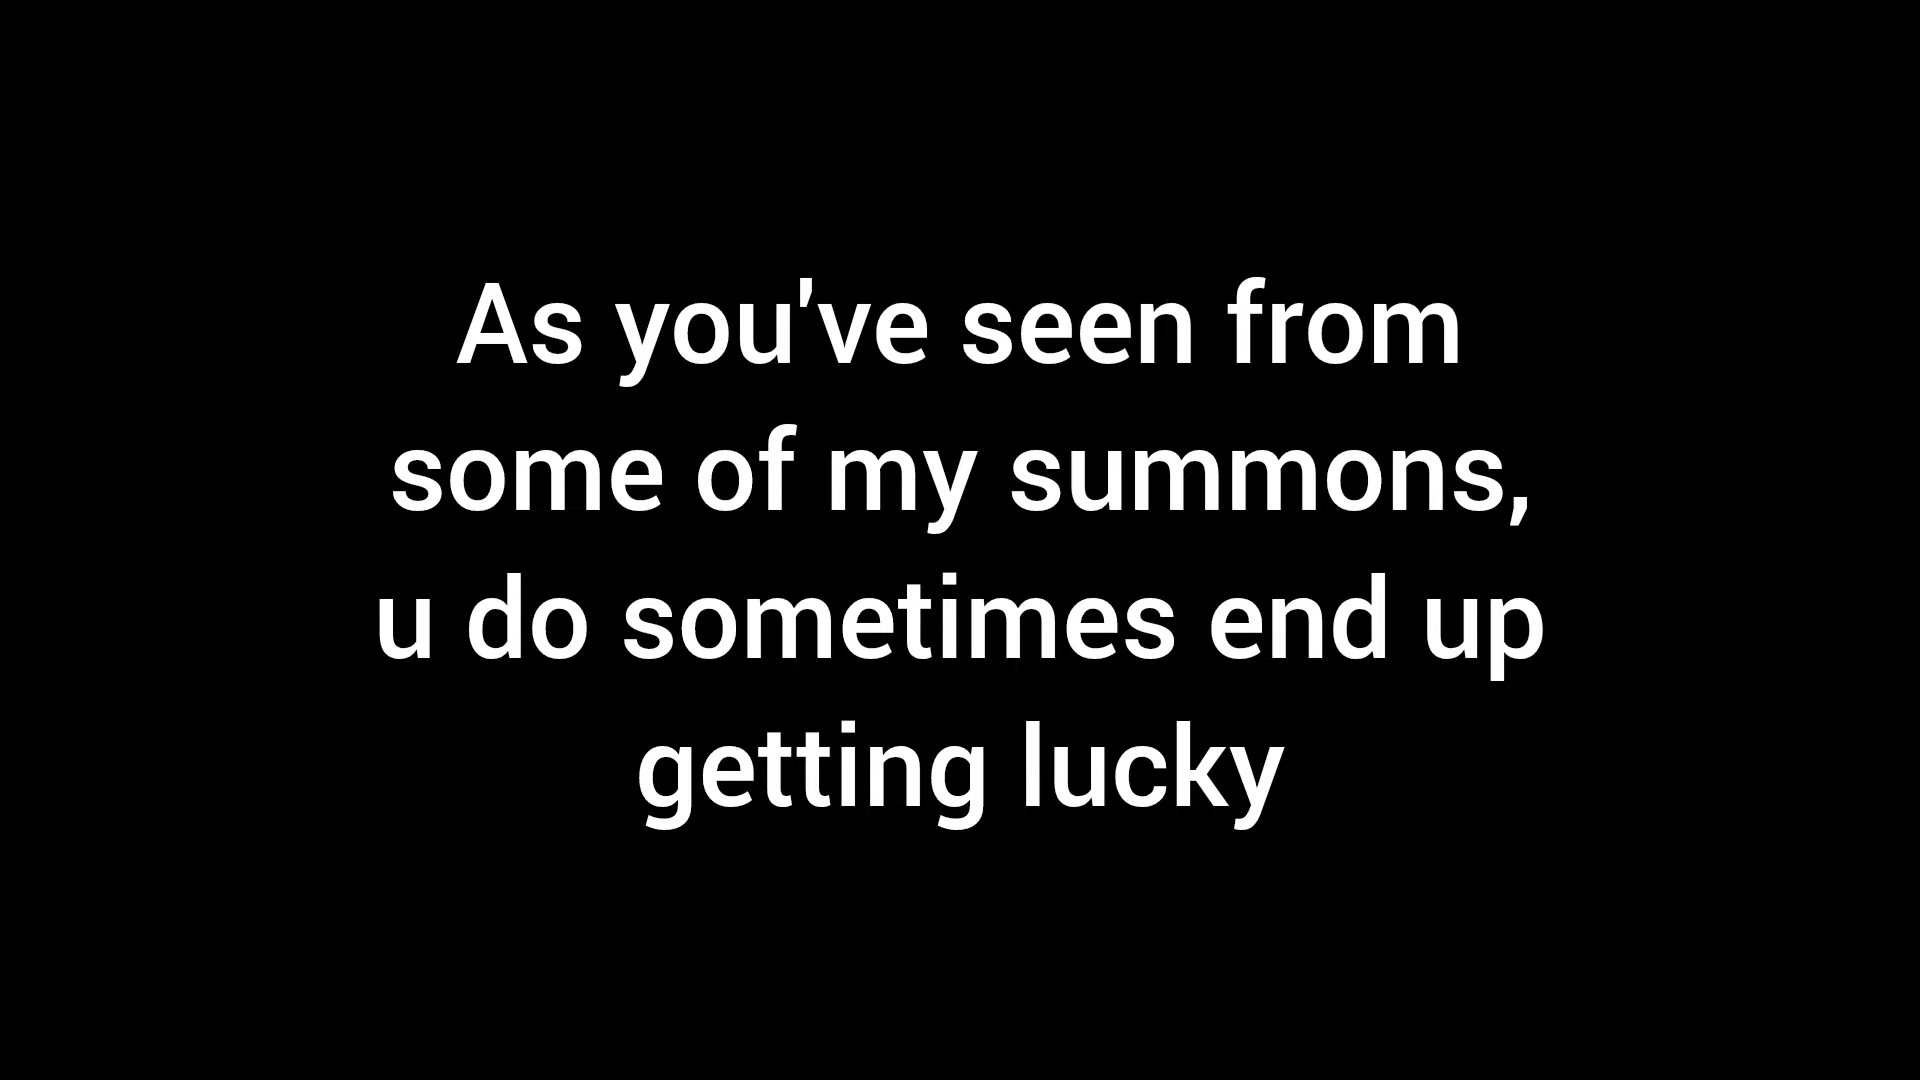 As you've seen from
some of my summons,
u do sometimes end up
getting lucky